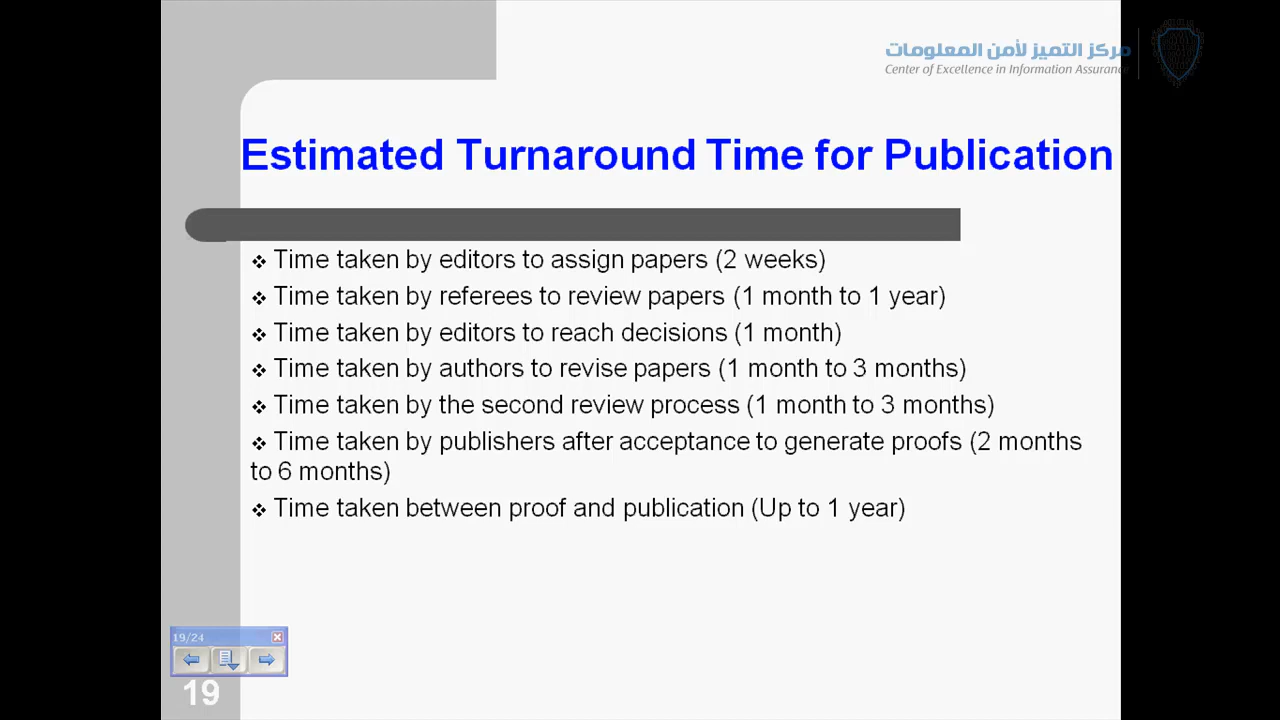 مركز التميز لأمن المعلومات
Center of Excellence in Information Assurance
Estimated Turnaround Time for Publication
❖ Time taken by editors to assign papers (2 weeks)
❖ Time taken by referees to review papers (1 month to 1 year)
❖ Time taken by editors to reach decisions (1 month)
❖ Time taken by authors to revise papers (1 month to 3 months)
❖ Time taken by the second review process (1 month to 3 months)
❖ Time taken by publishers after acceptance to generate proofs (2 months
to 6 months)
❖ Time taken between proof and publication (Up to 1 year)
19/24
19